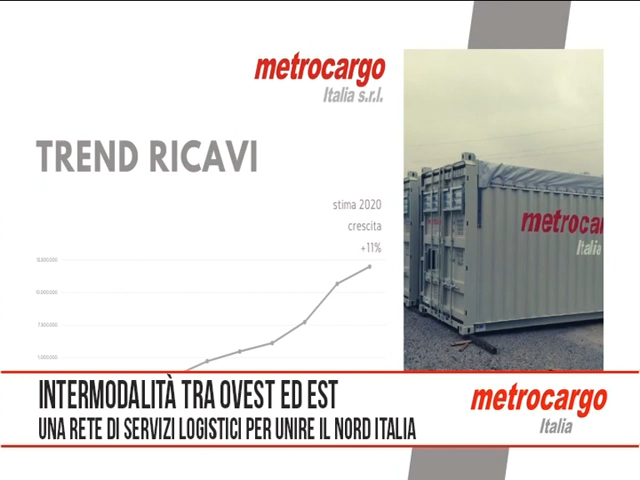 metrocargo
Italia s.r.l.
TREND RICAVI
stima 2020
crescita
+11%
metrocar
Italia
INTERMODALITÀ TRA OVEST ED EST
UNA RETE DI SERVIZI LOGISTICI PER UNIRE IL NORD ITALIA
metrocargo
Italia